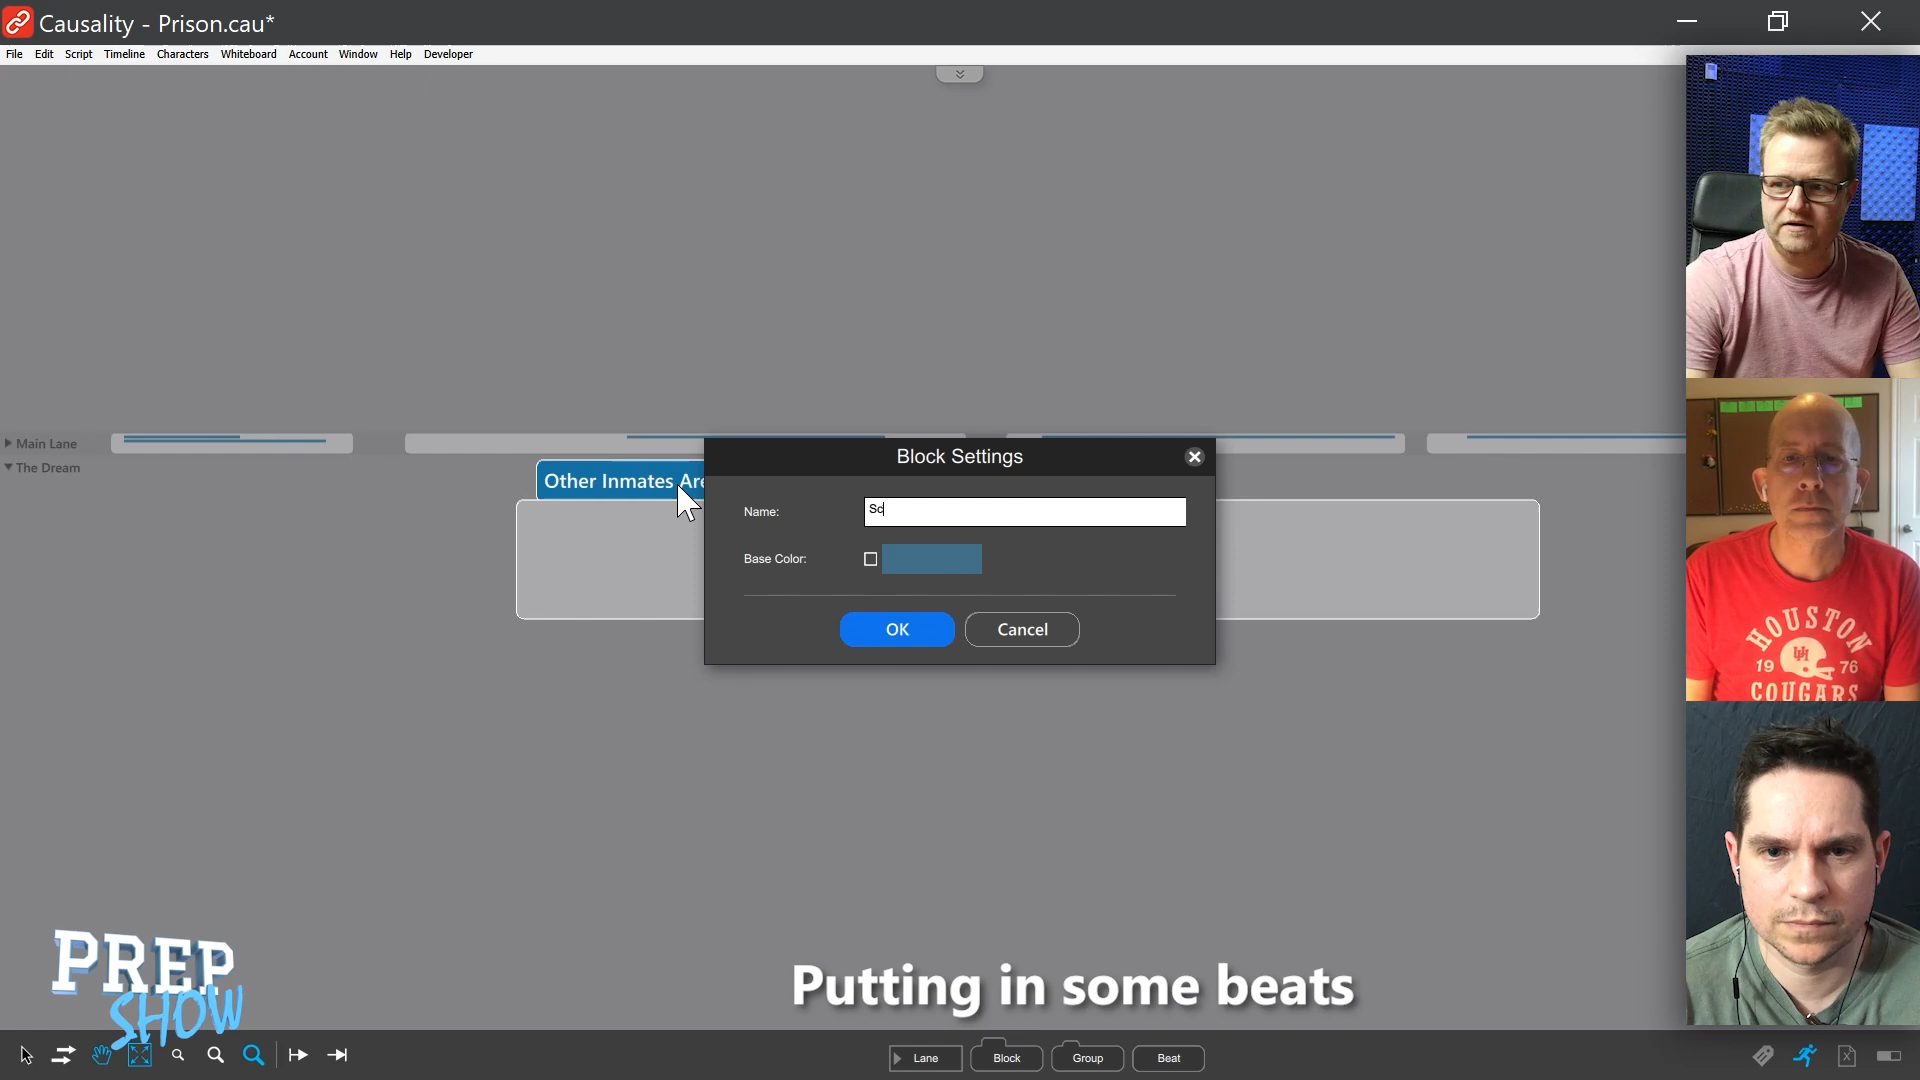 Causality - Prison.cau*
File Edit Script Timeline Characters Whiteboard Account Window Help Developer
Main Lane
The Dream
Other Inmates Are
Block Settings
Name:
Sc
Base Color:
OK
Cancel
HOUSTON
19 UH 76
COUGARS
PREP
SHOW
Putting in some beats
Lane
Block
Group
Beat